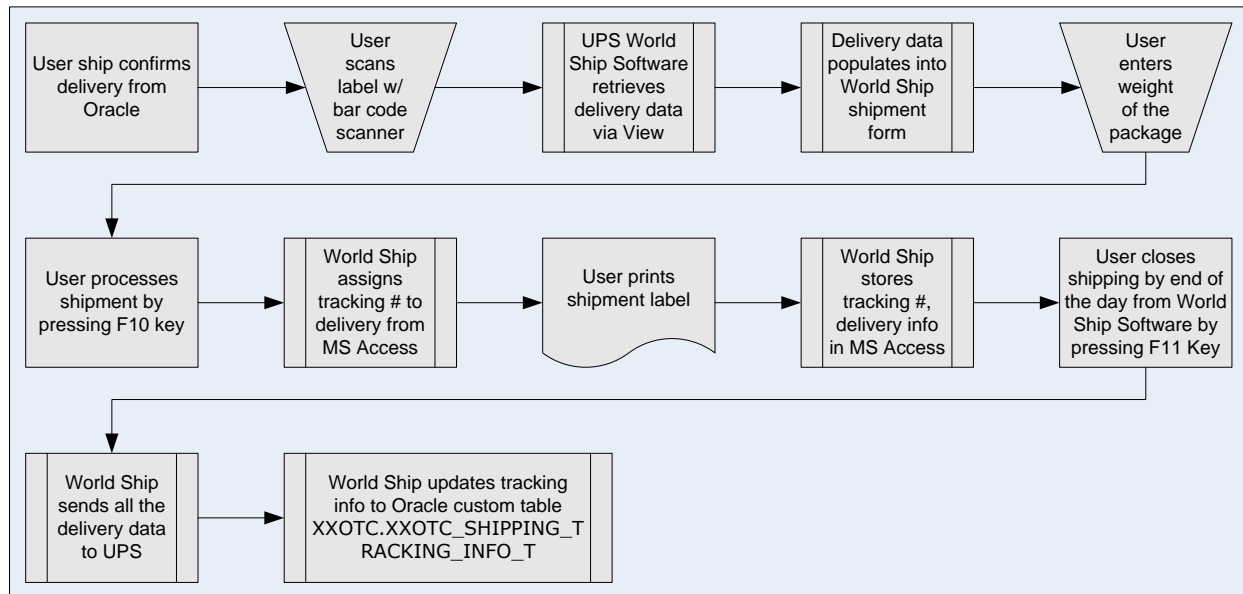 User ship confirms
delivery from
Oracle
User
scans
label w/
bar code
scanner
UPS World
Ship Software
retrieves
delivery data
via View
Delivery data
populates into
World Ship
shipment
form
User
enters
weight
of the
package
User processes
shipment by
pressing F10 key
World Ship
assigns
tracking # to
delivery from
MS Access
User prints
shipment label
World Ship
stores
tracking #,
delivery info
in MS Access
User closes
shipping by end of
the day from World
Ship Software by
pressing F11 Key
World Ship
sends all the
delivery data
to UPS
World Ship updates tracking
info to Oracle custom table
XXOTC.XXOTC_SHIPPING_T
RACKING_INFO_T